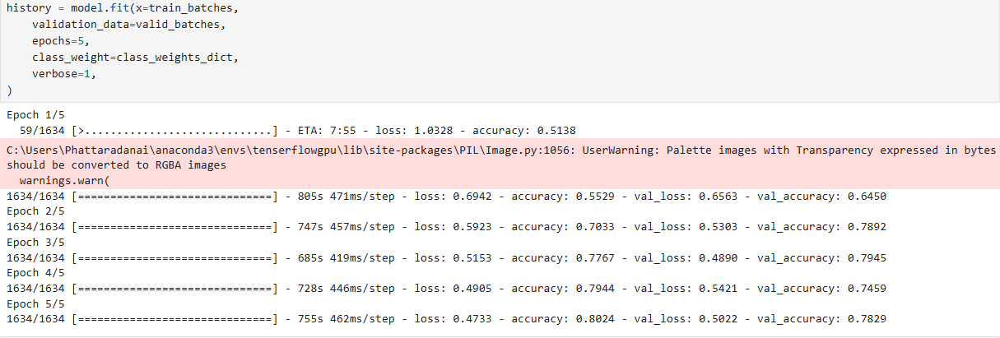 history = model.fit(x=train_batches,
    validation_data=valid_batches,
    epochs=5,
    class_weight=class_weights_dict,
    verbose=1,
)
Epoch 1/5
  59/1634 [>.............................] - ETA: 7:55 - loss: 1.0328 - accuracy: 0.5138
C:\Users\Phattaradanai\anaconda3\envs\tenserflowgpu\lib\site-packages\PIL\Image.py:1056: UserWarning: Palette images with Transparency expressed in bytes
should be converted to RGBA images
  warnings.warn(
1634/1634 [==============================] - 805s 471ms/step - loss: 0.6942 - accuracy: 0.5529 - val_loss: 0.6563 - val_accuracy: 0.6450
Epoch 2/5
1634/1634 [==============================] - 747s 457ms/step - loss: 0.5923 - accuracy: 0.7033 - val_loss: 0.5303 - val_accuracy: 0.7892
Epoch 3/5
1634/1634 [==============================] - 685s 419ms/step - loss: 0.5153 - accuracy: 0.7767 - val_loss: 0.4890 - val_accuracy: 0.7945
Epoch 4/5
1634/1634 [==============================] - 728s 446ms/step - loss: 0.4905 - accuracy: 0.7944 - val_loss: 0.5421 - val_accuracy: 0.7459
Epoch 5/5
1634/1634 [==============================] - 755s 462ms/step - loss: 0.4733 - accuracy: 0.8024 - val_loss: 0.5022 - val_accuracy: 0.7829